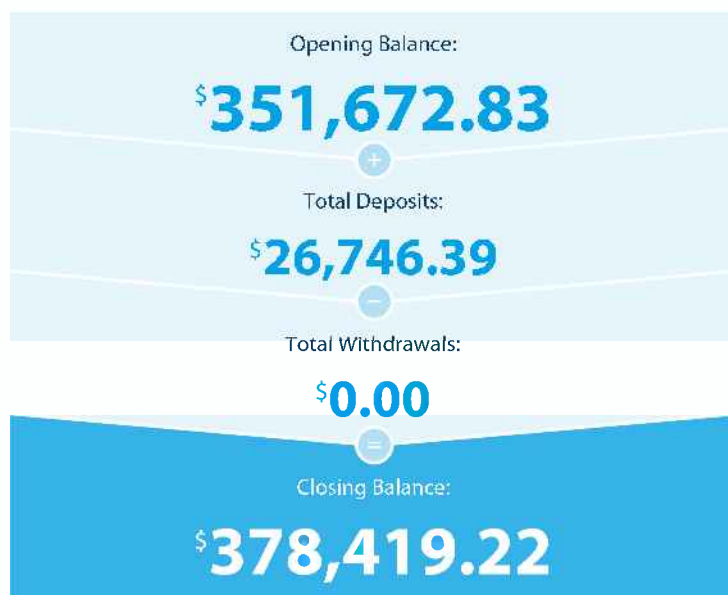 Opening Balance:
$351,672.83
+
Total Deposits:
$26,746.39
−
Total Withdrawals:
$0.00
=
Closing Balance:
$378,419.22